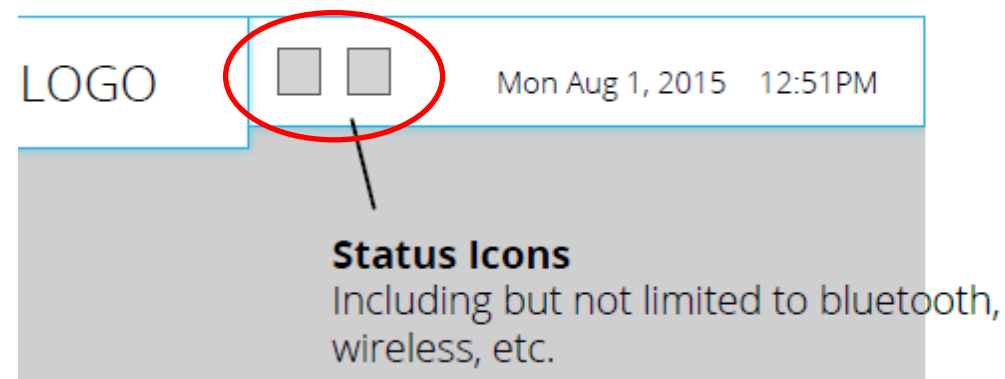 LOGO
Mon Aug 1, 2015 12:51PM
Status Icons
Including but not limited to bluetooth,
wireless, etc.